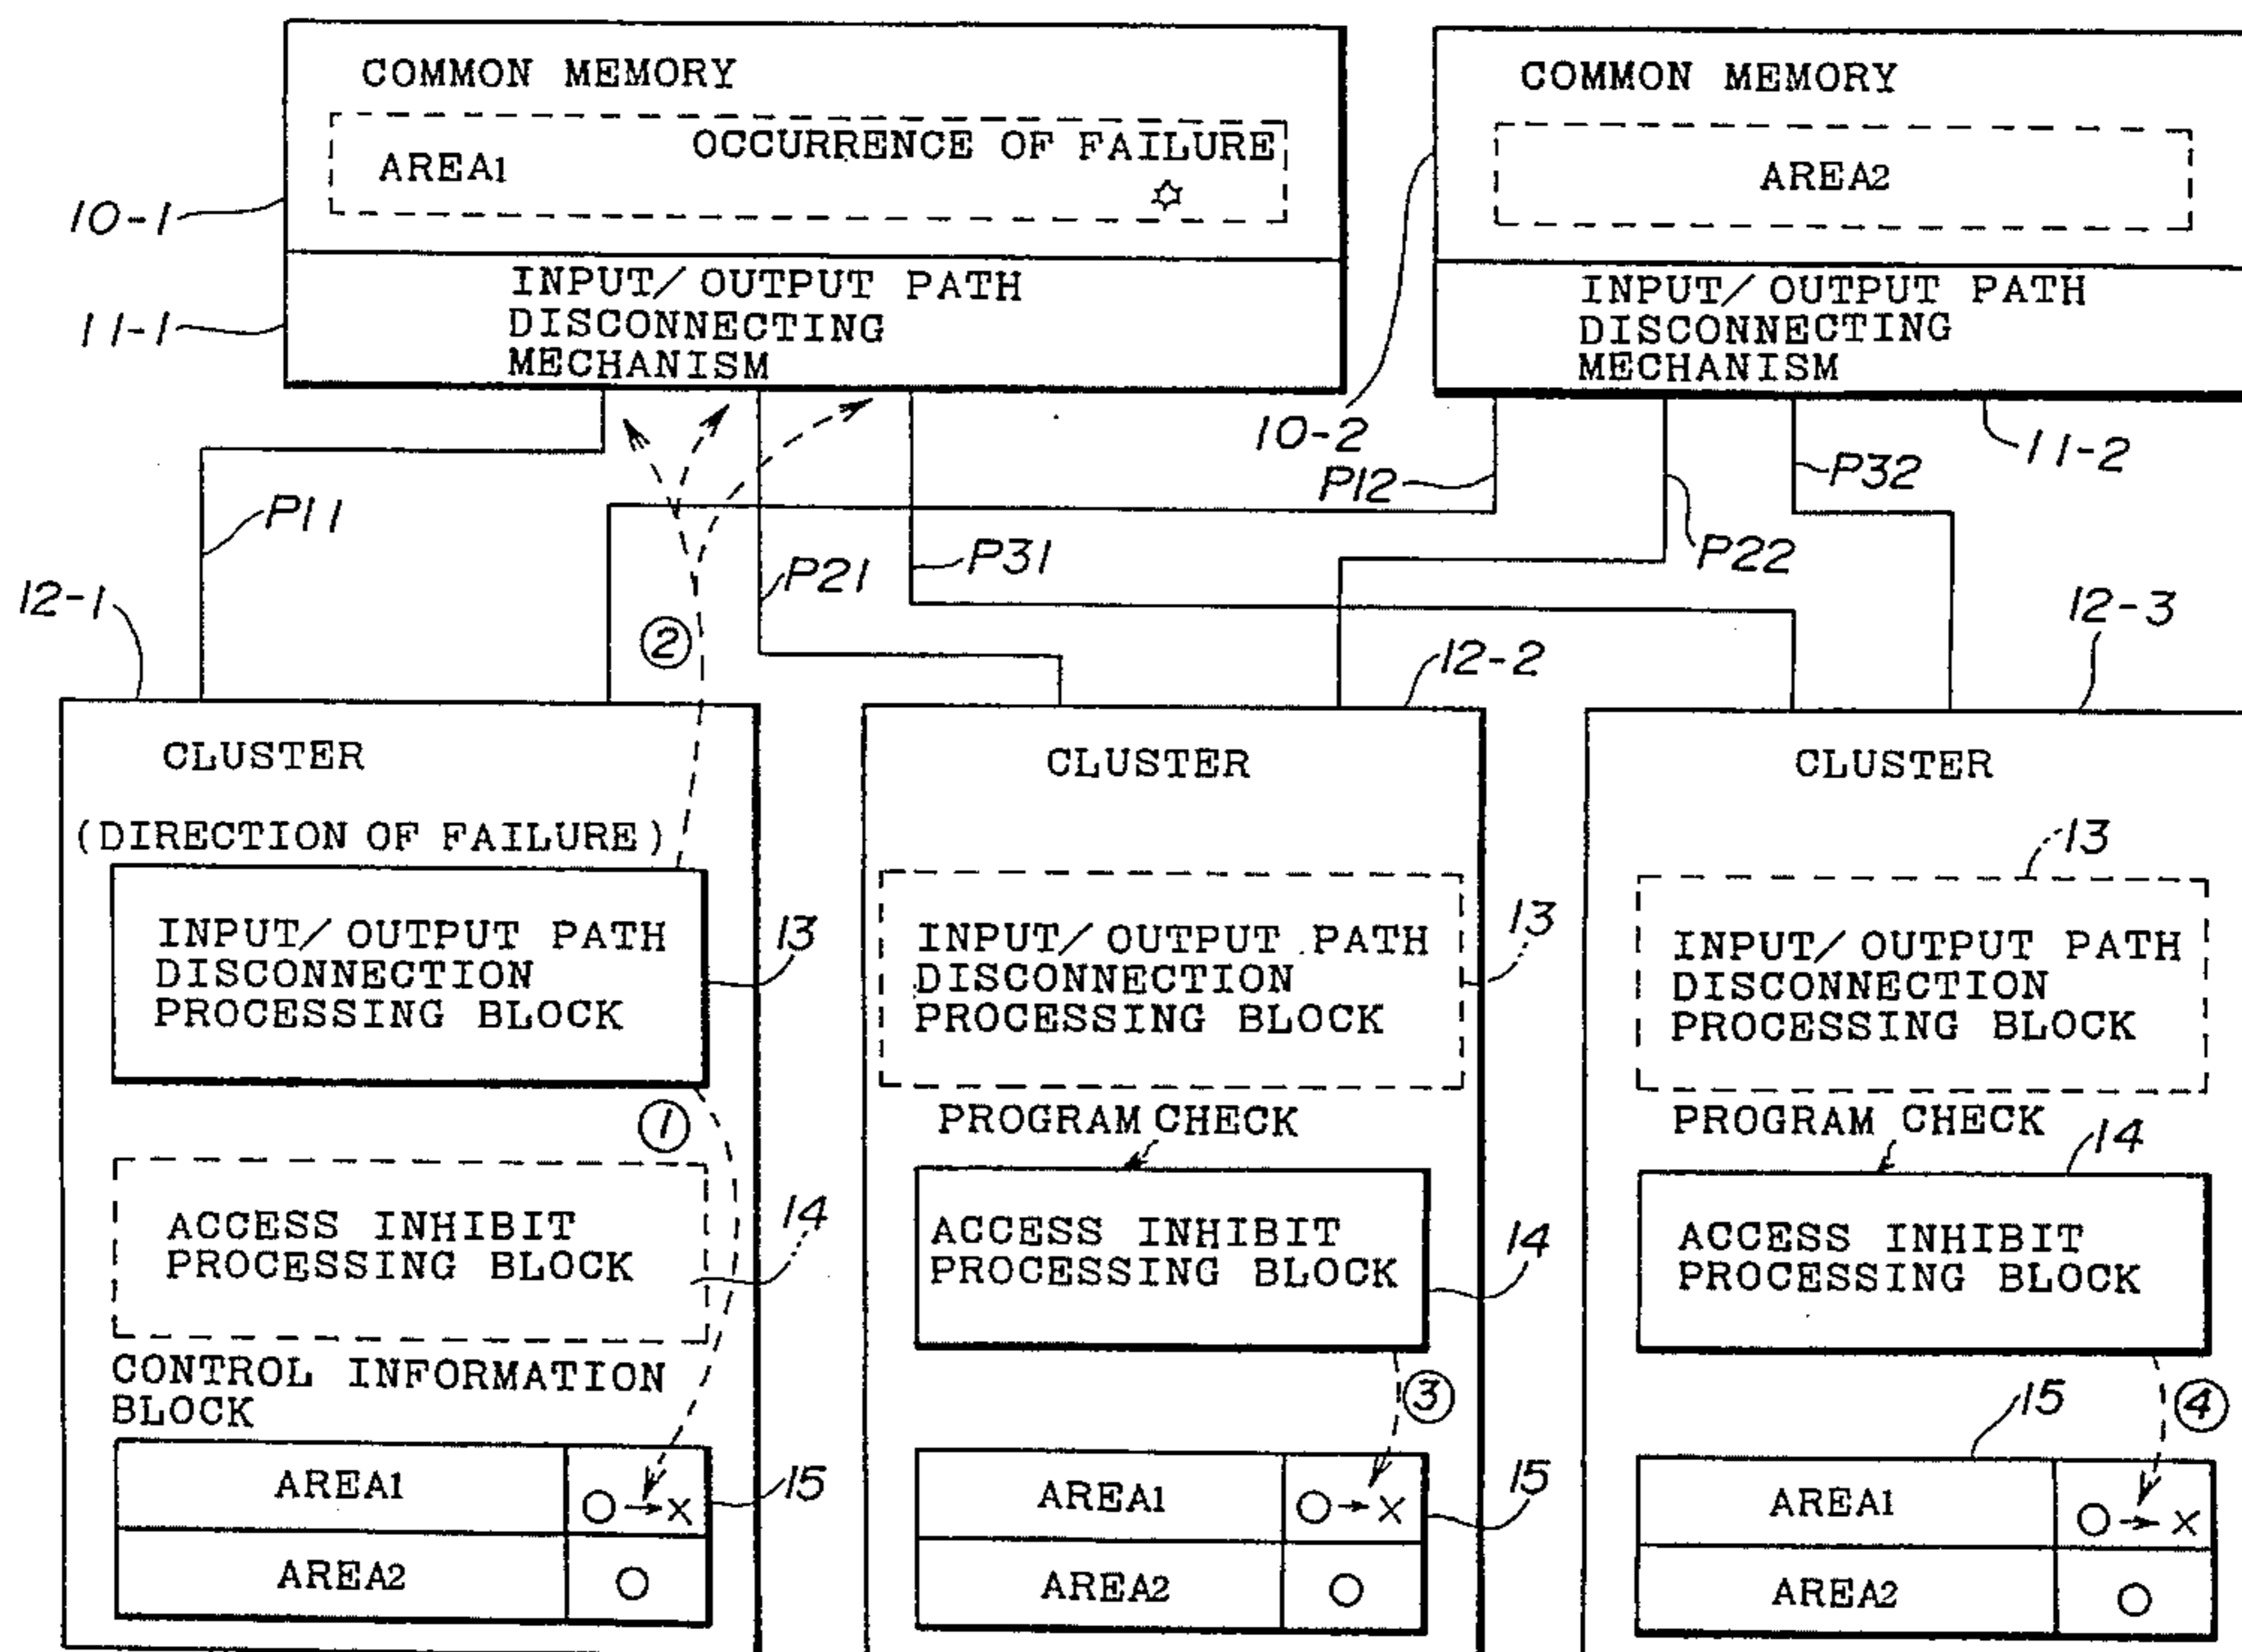 COMMON MEMORY
AREA1
OCCURRENCE OF FAILURE
10-1
INPUT/OUTPUT PATH
DISCONNECTING
MECHANISM
11-1
COMMON MEMORY
AREA2
10-2
INPUT/OUTPUT PATH
DISCONNECTING
MECHANISM
11-2
P11
P12
P21
P31
P22
P32
②
12-1
12-2
12-3
CLUSTER
(DIRECTION OF FAILURE)
INPUT/OUTPUT PATH
DISCONNECTION
PROCESSING BLOCK
13
①
ACCESS INHIBIT
PROCESSING BLOCK
14
CONTROL INFORMATION
BLOCK
AREA1 ○→×
AREA2 ○
15
CLUSTER
INPUT/OUTPUT PATH
DISCONNECTION
PROCESSING BLOCK
13
PROGRAM CHECK
ACCESS INHIBIT
PROCESSING BLOCK
14
③
AREA1 ○→×
AREA2 ○
15
CLUSTER
13
INPUT/OUTPUT PATH
DISCONNECTION
PROCESSING BLOCK
PROGRAM CHECK
14
ACCESS INHIBIT
PROCESSING BLOCK
④
15
AREA1 ○→×
AREA2 ○